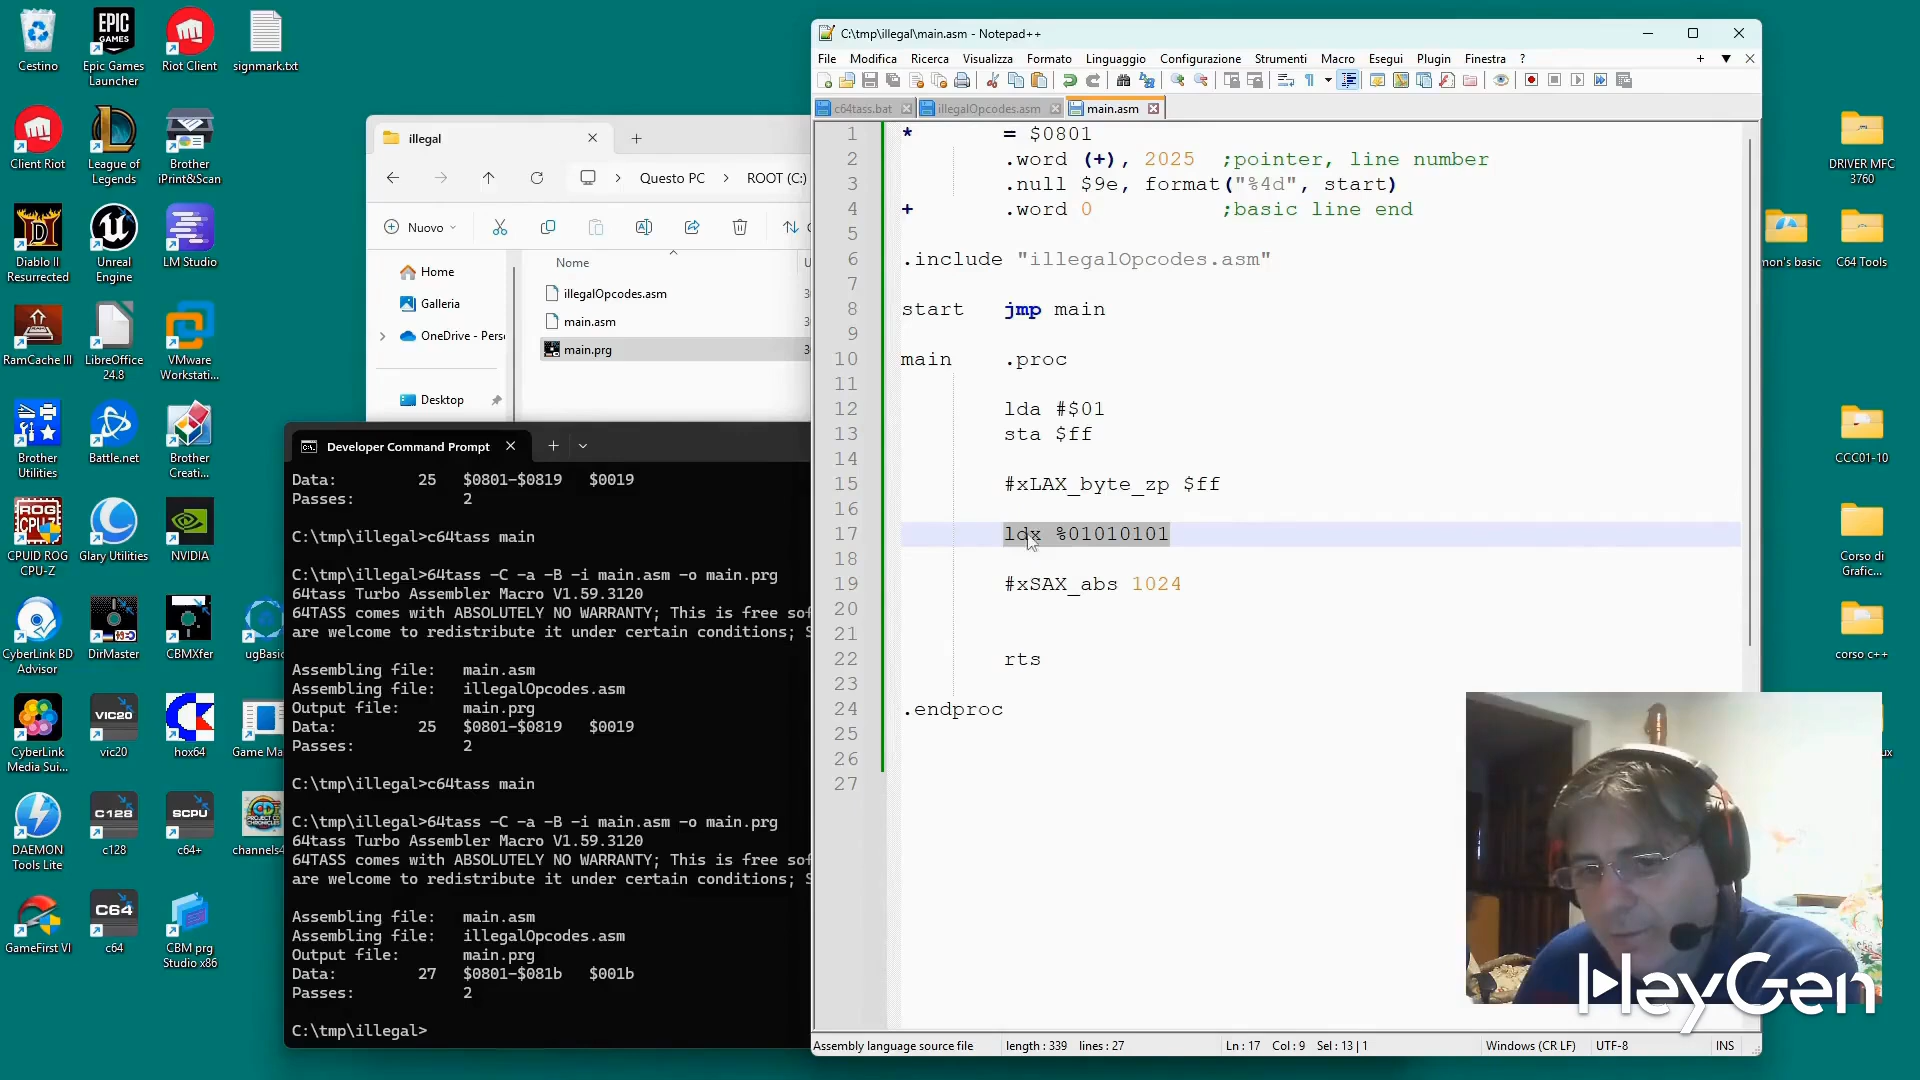 Cestino
Epic Games
Launcher
Riot Client
signmark.txt
Client Riot
League of
Legends
Brother
iPrint&Scan
Diablo II
Resurrected
Unreal
Engine
LM Studio
RamCache III
LibreOffice
24.8
VMware
Workstati...
Brother
Utilities
Battle.net
Brother
Creati...
CPUID ROG
CPU-Z
Glary Utilities
NVIDIA
CyberLink BD
Advisor
DirMaster
CBMXfer
ugBasic
CyberLink
Media Sui...
vic20
hox64
Game Ma
DAEMON
Tools Lite
c128
c64+
channels4
GameFirst VI
c64
CBM prg
Studio x86
EPIC
GAMES
VIC20
C128
SCPU
C64
illegal
Questo PC
ROOT (C:)
Nuovo
Nome
Home
Galleria
OneDrive - Perso
Desktop
illegalOpcodes.asm
main.asm
main.prg
Developer Command Prompt
Data: 25 $0801-$0819 $0019
Passes: 2
C:\tmp\illegal>c64tass main
C:\tmp\illegal>64tass -C -a -B -i main.asm -o main.prg
64tass Turbo Assembler Macro V1.59.3120
64TASS comes with ABSOLUTELY NO WARRANTY; This is free sof
are welcome to redistribute it under certain conditions; S
Assembling file: main.asm
Assembling file: illegalOpcodes.asm
Output file: main.prg
Data: 25 $0801-$0819 $0019
Passes: 2
C:\tmp\illegal>c64tass main
C:\tmp\illegal>64tass -C -a -B -i main.asm -o main.prg
64tass Turbo Assembler Macro V1.59.3120
64TASS comes with ABSOLUTELY NO WARRANTY; This is free sof
are welcome to redistribute it under certain conditions; S
Assembling file: main.asm
Assembling file: illegalOpcodes.asm
Output file: main.prg
Data: 27 $0801-$081b $001b
Passes: 2
C:\tmp\illegal>
C:\tmp\illegal\main.asm - Notepad++
File Modifica Ricerca Visualizza Formato Linguaggio Configurazione Strumenti Macro Esegui Plugin Finestra ?
c64tass.bat illegalOpcodes.asm main.asm
1 * = $0801
2 .word (+), 2025 ;pointer, line number
3 .null $9e, format("%4d", start)
4 + .word 0 ;basic line end
5
6 .include "illegalOpcodes.asm"
7
8 start jmp main
9
10 main .proc
11
12 lda #$01
13 sta $ff
14
15 #xLAX_byte_zp $ff
16
17 ldx %01010101
18
19 #xSAX_abs 1024
20
21
22 rts
23
24 .endproc
25
26
27
Assembly language source file length : 339 lines : 27 Ln : 17 Col : 9 Sel : 13 | 1 Windows (CR LF) UTF-8 INS
DRIVER MFC
3760
mon's basic
C64 Tools
CCC01-10
Corso di
Grafic...
corso c++
ux
HeyGen